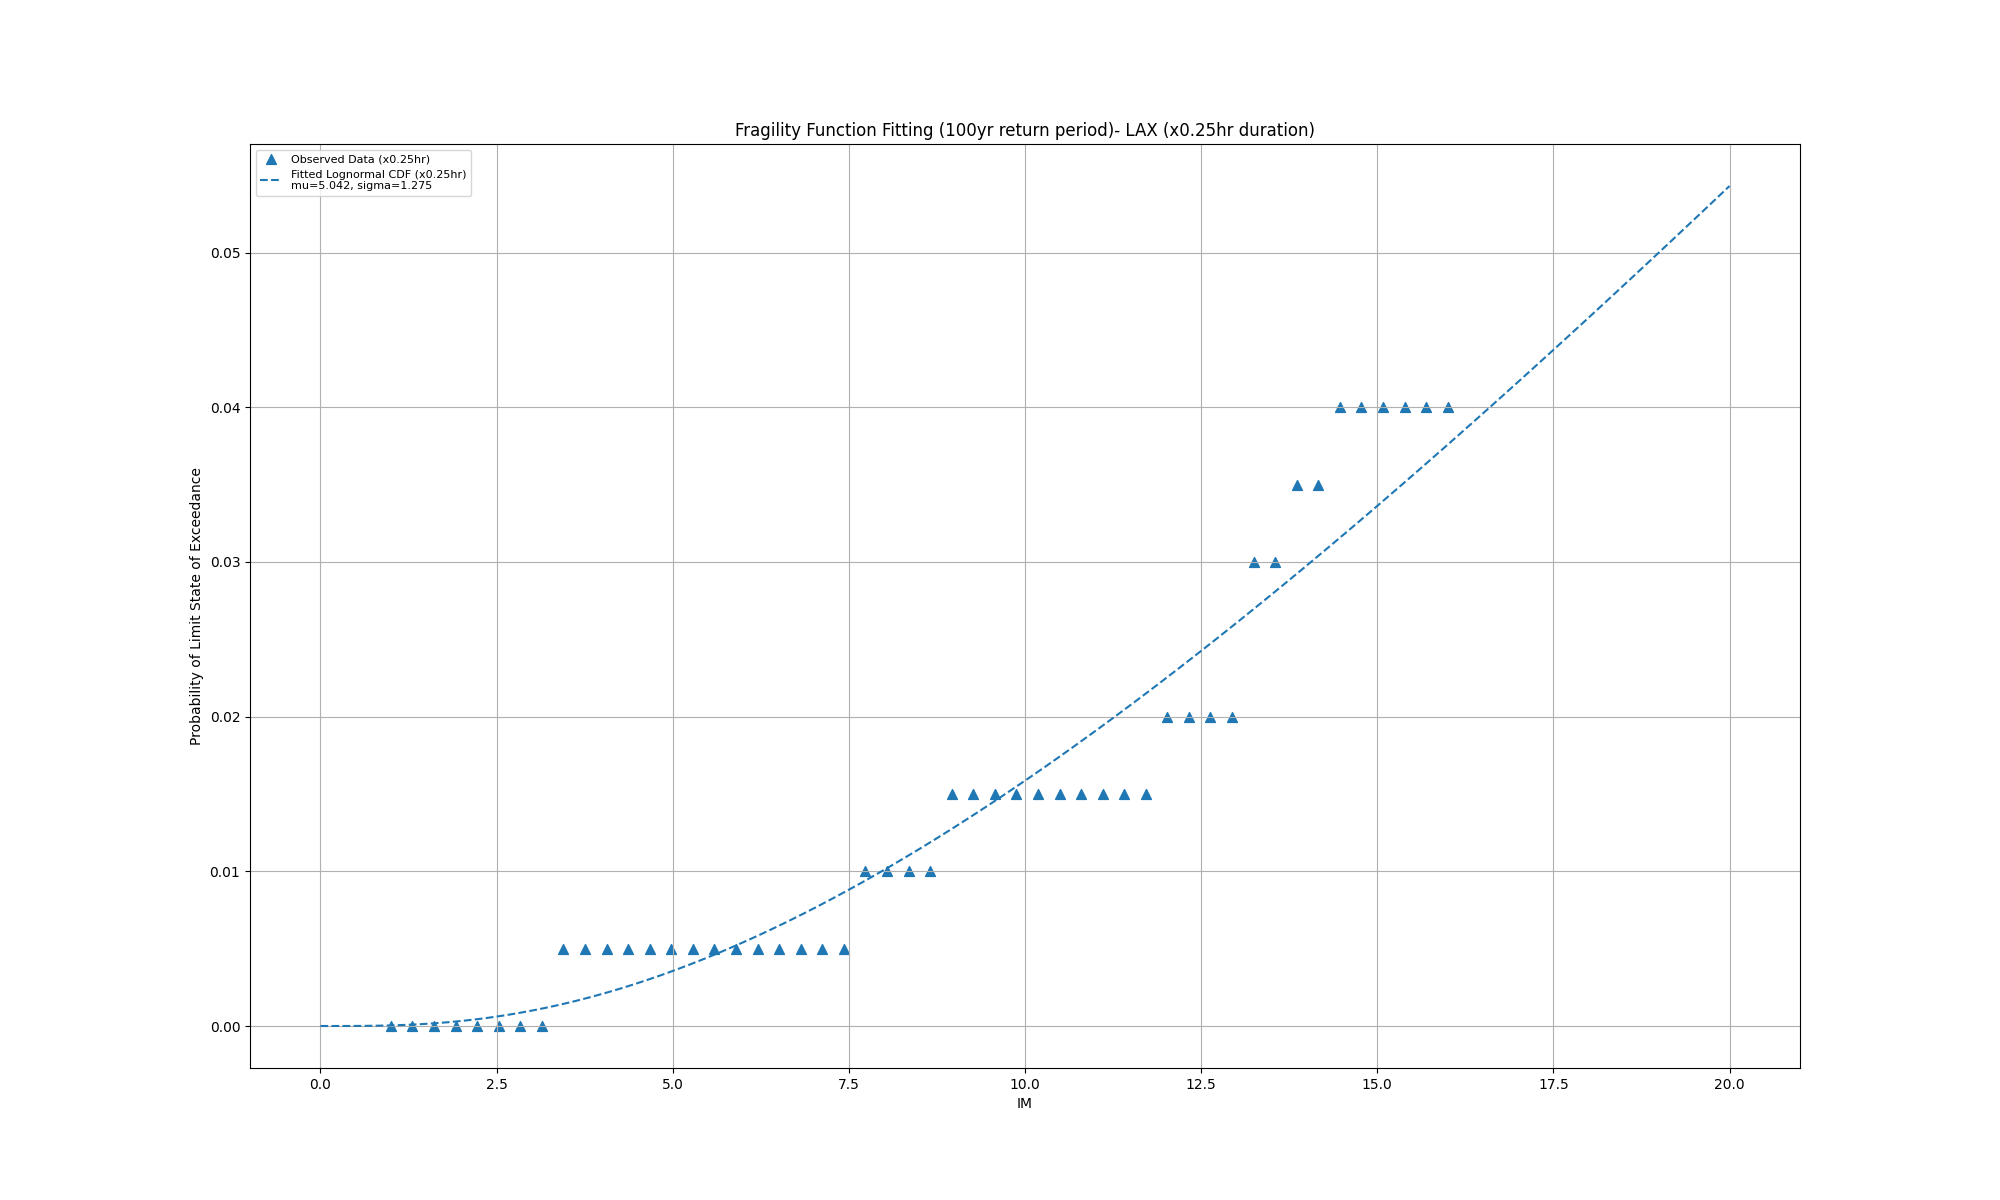 Fragility Function Fitting (100yr return period)- LAX (x0.25hr duration)
Observed Data (x0.25hr)
Fitted Lognormal CDF (x0.25hr)
mu=5.042, sigma=1.275
Probability of Limit State of Exceedance
0.05
0.04
0.03
0.02
0.01
0.00
0.0 2.5 5.0 7.5 10.0 12.5 15.0 17.5 20.0
IM